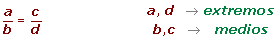 a/b = c/d
a, d → extremos
b,c → medios